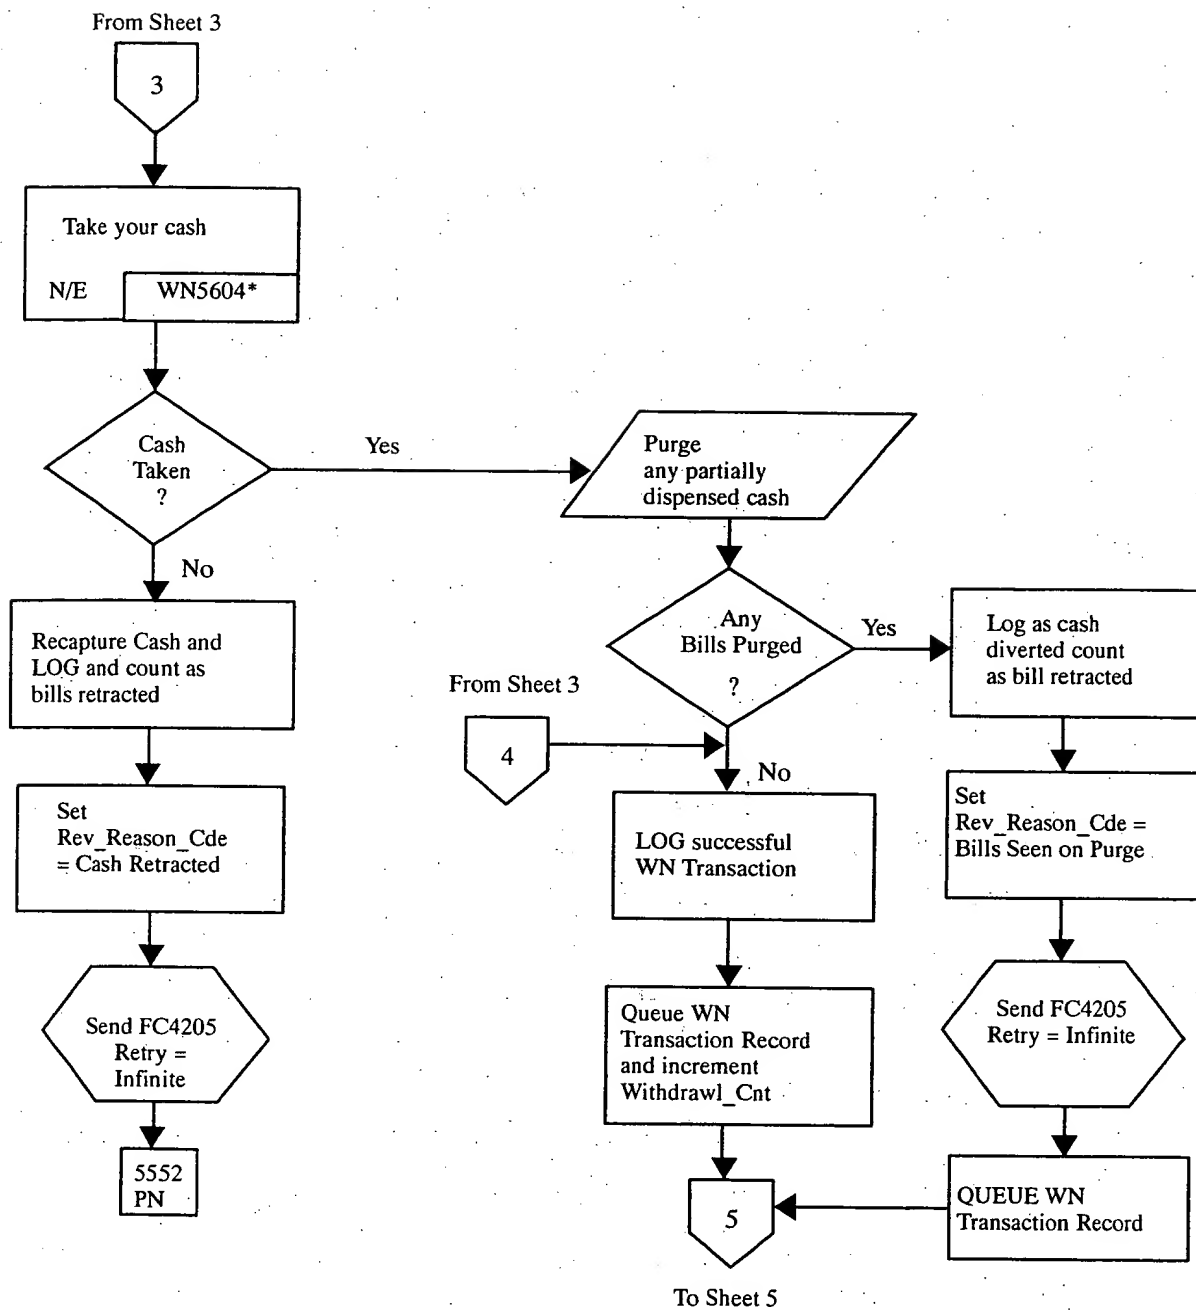 From Sheet 3
3
Take your cash
N/E
WN5604*
Cash
Taken
?
Yes
No
Purge
any partially
dispensed cash
Any
Bills Purged
?
Yes
Log as cash
diverted count
as bill retracted
Recapture Cash and
LOG and count as
bills retracted
From Sheet 3
4
No
Set
Rev_Reason_Cde
= Cash Retracted
LOG successful
WN Transaction
Set
Rev_Reason_Cde =
Bills Seen on Purge
Send FC4205
Retry =
Infinite
Queue WN
Transaction Record
and increment
Withdrawl_Cnt
Send FC4205
Retry = Infinite
5552
PN
5
QUEUE WN
Transaction Record
To Sheet 5